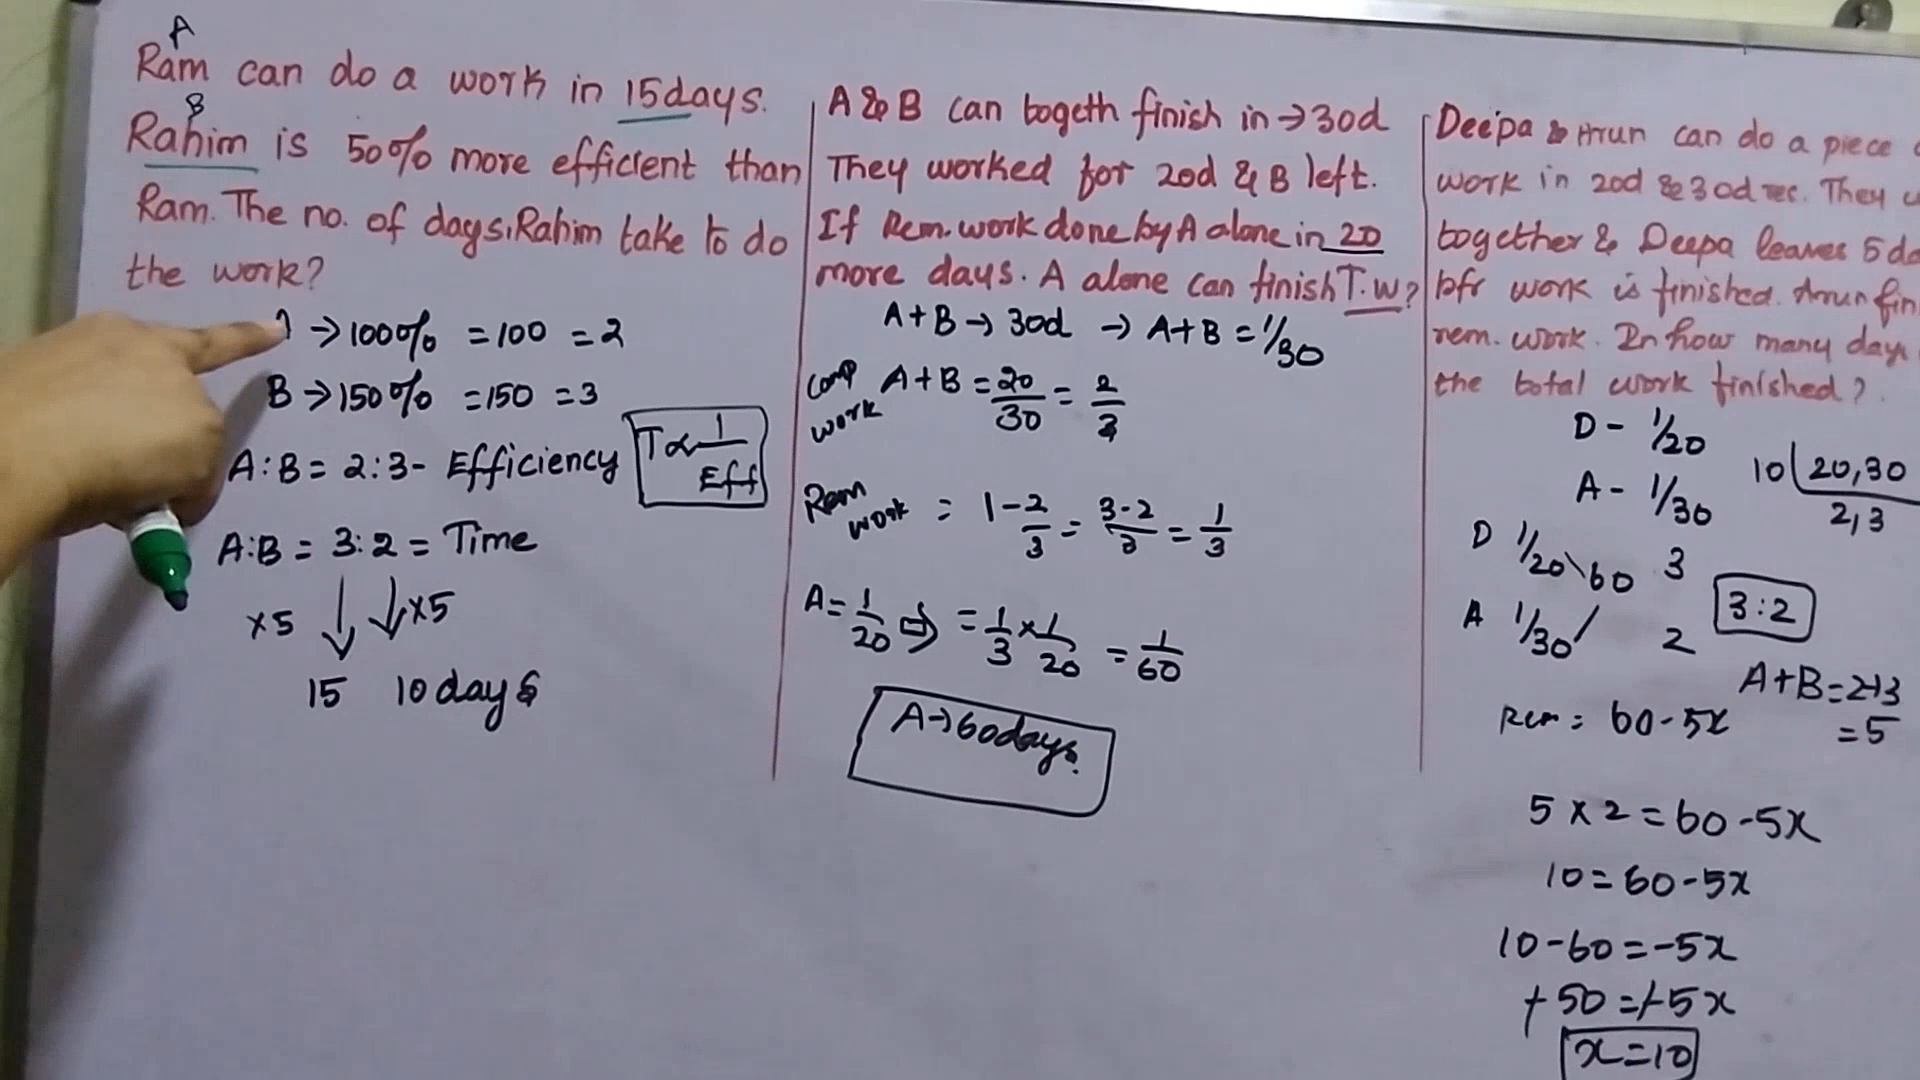 A
Ram can do a work in 15days.
B
Rahim is 50% more efficient than
Ram. The no. of days, Rahim take to do
the work?
→ 100% = 100 = 2
B → 150% = 150 = 3
A:B = 2:3 - Efficiency
T∝ 1/Eff
A:B = 3:2 = Time
×5 ×5
15 10 days
A & B can togeth finish in → 30d
They worked for 20d & B left.
If Rem. work done by A alone in 20
more days. A alone can finish T.W?
A+B → 30d → A+B = 1/30
comp work A+B = 20/30 = 2/3
Rem work = 1-2/3 = 3-2/3 = 1/3
A = 1/20 ⇒ = 1/3 × 1/20 = 1/60
A → 60 days.
Deepa & Arun can do a piece
work in 20d & 30d rec. They
together & Deepa leaves 5 da
bfr work is finished. Arun fin
rem. work. In how many day
the total work finished?
D - 1/20
A - 1/30
10 20, 30
2, 3
D 1/20 60 3
A 1/30 2
3:2
A+B = 2+3
= 5
Rem = 60-5x
5 × 2 = 60-5x
10 = 60-5x
10-60 = -5x
+50 = +5x
x = 10